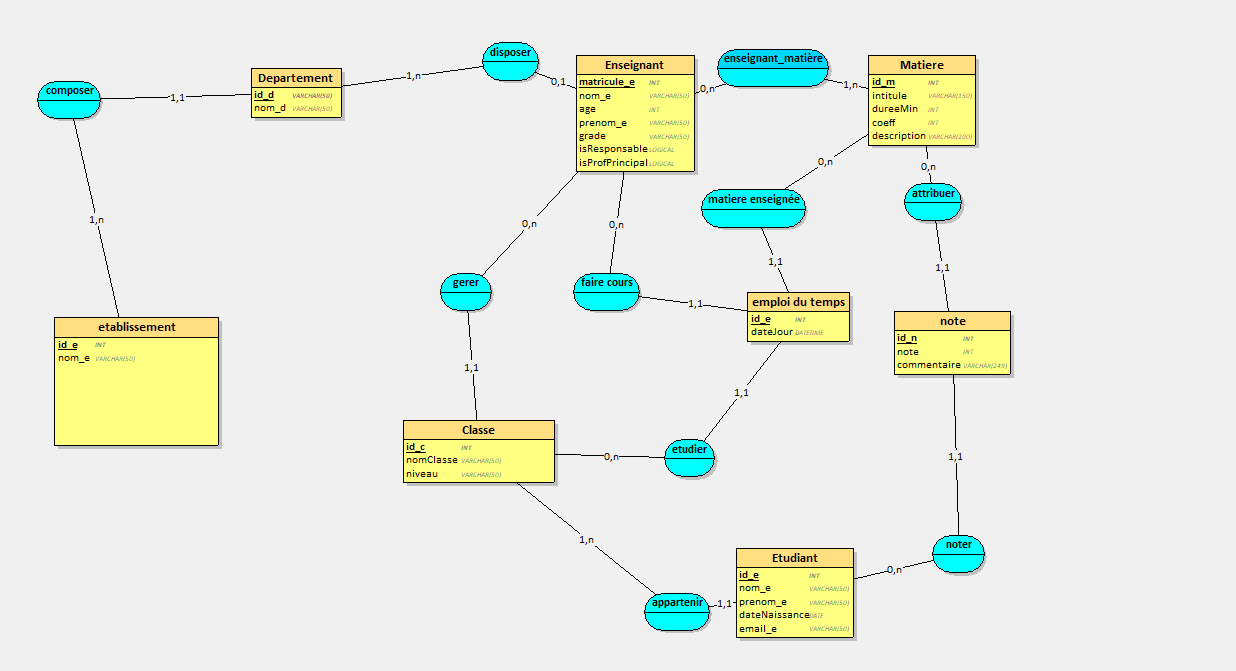 disposer
enseignant_matière
Enseignant
matricule_e INT
nom_e VARCHAR(50)
age INT
prenom_e VARCHAR(50)
grade VARCHAR(50)
isResponsable LOGICAL
isProfPrincipal LOGICAL
Matiere
id_m INT
intitule VARCHAR(150)
dureeMin INT
coeff INT
description VARCHAR(200)
Departement
id_d VARCHAR(50)
nom_d VARCHAR(50)
composer
1,1
1,n
0,1
0,n
1,n
1,n
0,n
0,n
matiere enseignée
attribuer
0,n
0,n
1,1
1,1
gerer
faire cours
1,1
emploi du temps
id_e INT
dateJour DATETIME
note
id_n INT
note INT
commentaire VARCHAR(249)
etablissement
id_e INT
nom_e VARCHAR(50)
1,1
1,1
Classe
id_c INT
nomClasse VARCHAR(50)
niveau VARCHAR(50)
0,n
etudier
1,1
1,n
noter
0,n
Etudiant
id_e INT
nom_e VARCHAR(50)
prenom_e VARCHAR(50)
dateNaissance DATE
email_e VARCHAR(50)
appartenir
1,1